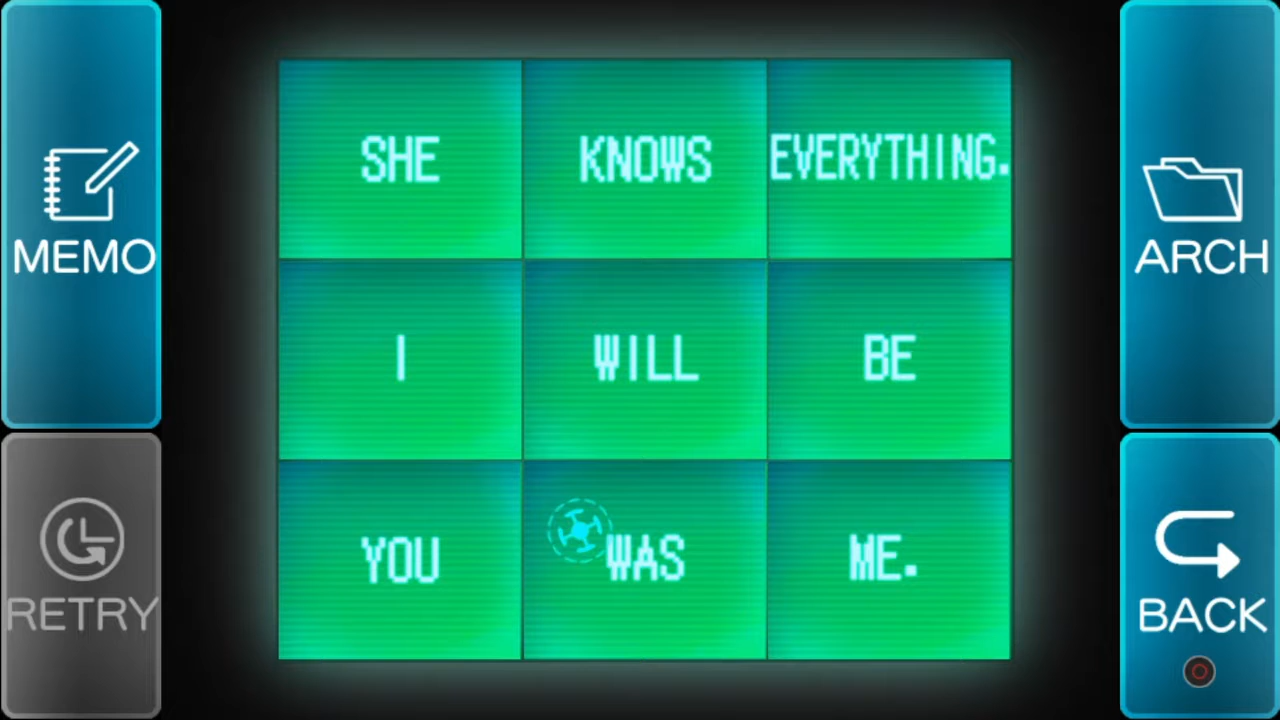 MEMO
RETRY
SHE KNOWS EVERYTHING.
I WILL BE
YOU WAS ME.
ARCH
BACK